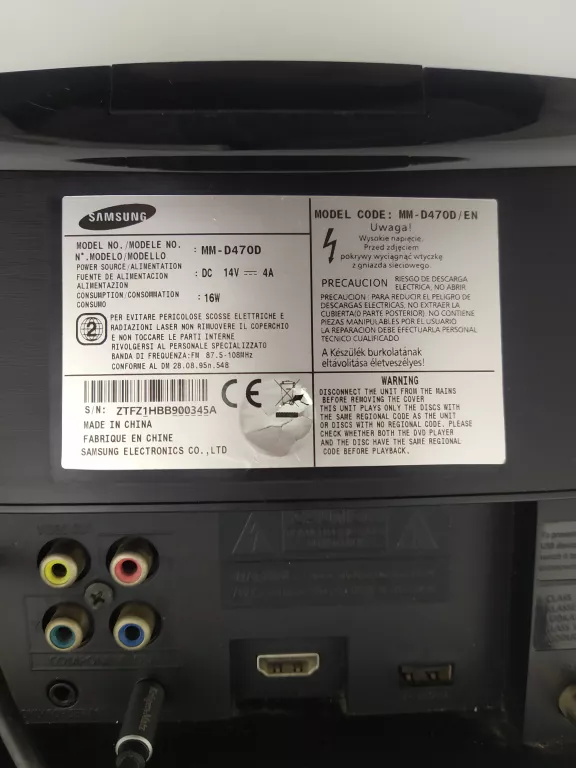 SAMSUNG
MODEL NO./MODELE NO.
N°.MODELO/MODELLO
: MM-D470D
POWER SOURCE/ALIMENTATION
FUENTE DE ALIMENTACION
ALIMENTAZION
: DC 14V ⎓ 4A
CONSUMPTION/CONSOMMATION
CONSUMO
: 16W
2
PER EVITARE PERICOLOSE SCOSSE ELETTRICHE E
RADIAZIONI LASER NON RIMUOVERE IL COPERCHIO
E NON TOCCARE LE PARTI INTERNE
RIVOLGERSI AL PERSONALE SPECIALIZZATO
BANDA DI FREQUENZA:FM 87.5-108MHz
CONFORME AL DM 28.08.95n.548
S/N: ZTFZ1HBB900345A
MADE IN CHINA
FABRIQUE EN CHINE
SAMSUNG ELECTRONICS CO.,LTD
CE
MODEL CODE: MM-D470D/EN
Uwaga!
Wysokie napięcie.
Przed zdjęciem
pokrywy wyciągnąć wtyczkę
z gniazda sieciowego.
PRECAUCION RIESGO DE DESCARGA
ELECTRICA, NO ABRIR
PRECAUCION : PARA REDUCIR EL PELIGRO DE
DESCARGAS ELECTRICAS, NO EXTRAER LA
CUBIERTA(O PARTE POSTERIOR). NO CONTIENE
PIEZAS MANIPULABLES POR EL USUARIO
LA REPARACION DEBE EFECTUARLA PERSONAL
TECNICO CUALIFICADO
A Készülék burkolatanak
eltávolítása életveszélyes!
WARNING
DISCONNECT THE UNIT FROM THE MAINS
BEFORE REMOVING THE COVER
THIS UNIT PLAYS ONLY THE DISCS WITH
THE SAME REGIONAL CODE AS THE UNIT
OR DISCS WITH NO REGIONAL CODE. PLEASE
CHECK WHETHER BOTH THE DVD PLAYER
AND THE DISC HAVE THE SAME REGIONAL
CODE BEFORE PLAYBACK.